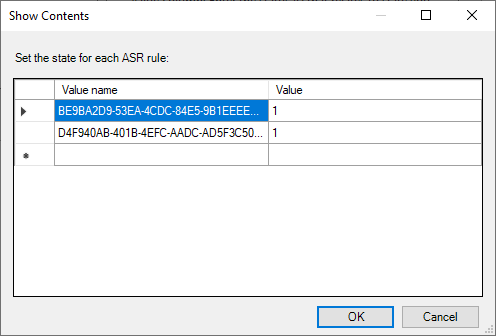 Show Contents
Set the state for each ASR rule:
Value name Value
BE9BA2D9-53EA-4CDC-84E5-9B1EEEE... 1
D4F940AB-401B-4EFC-AADC-AD5F3C50... 1
OK Cancel